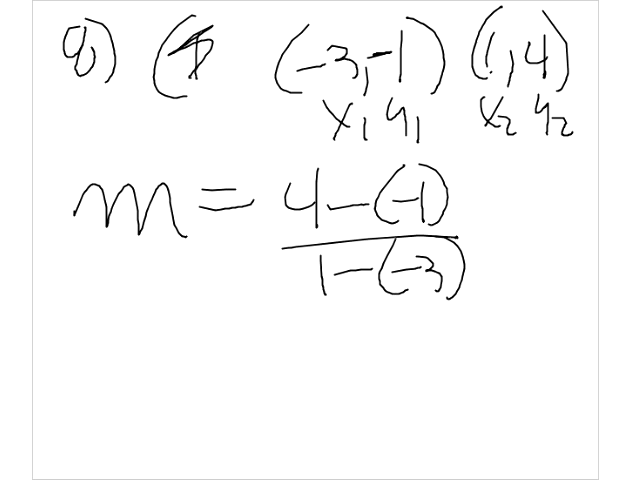 8) ( (-3,-1) (1,4)
x1 y1 x2 y2
m = 4-(-1)
1-(-3)